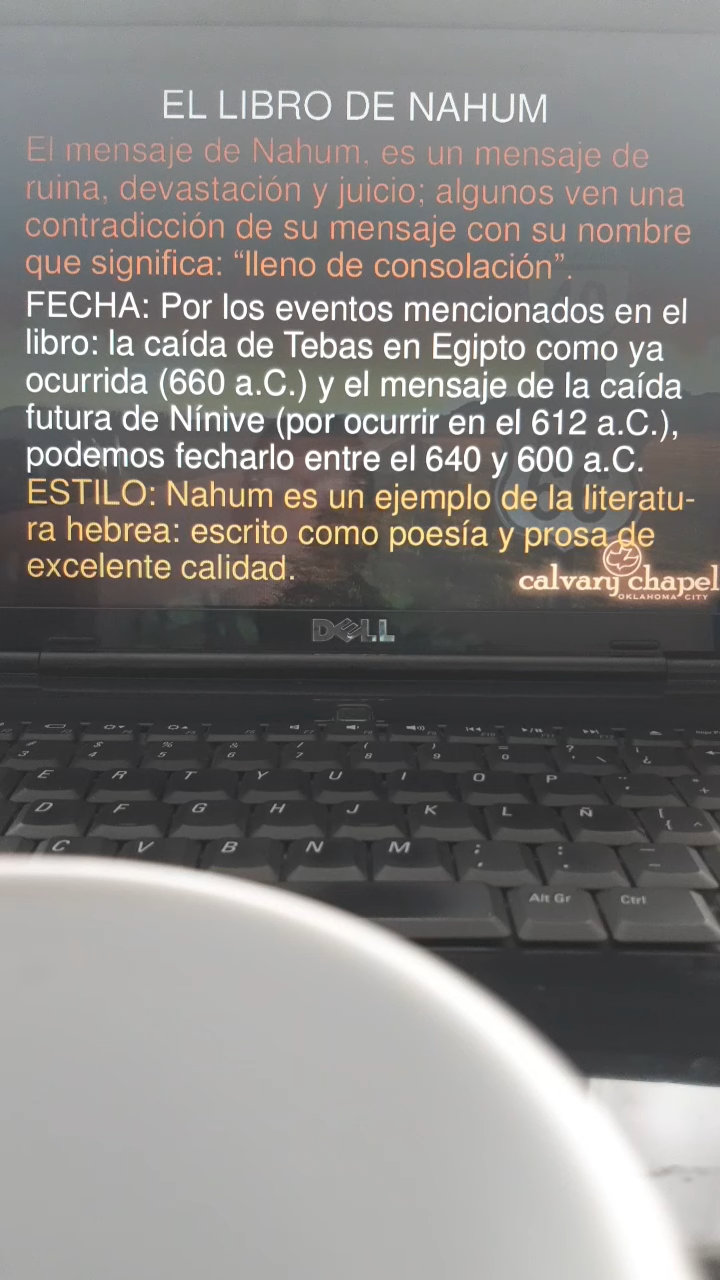 EL LIBRO DE NAHUM
El mensaje de Nahum, es un mensaje de
ruina, devastación y juicio; algunos ven una
contradicción de su mensaje con su nombre
que significa: “lleno de consolación”.
FECHA: Por los eventos mencionados en el
libro: la caída de Tebas en Egipto como ya
ocurrida (660 a.C.) y el mensaje de la caída
futura de Nínive (por ocurrir en el 612 a.C.),
podemos fecharlo entre el 640 y 600 a.C.
ESTILO: Nahum es un ejemplo de la literatu-
ra hebrea: escrito como poesía y prosa de
excelente calidad.
calvary chapel
OKLAHOMA CITY
DELL
E R T Y U I O P
D F G H J K L Ñ
C V B N M ; :
Alt Gr Ctrl